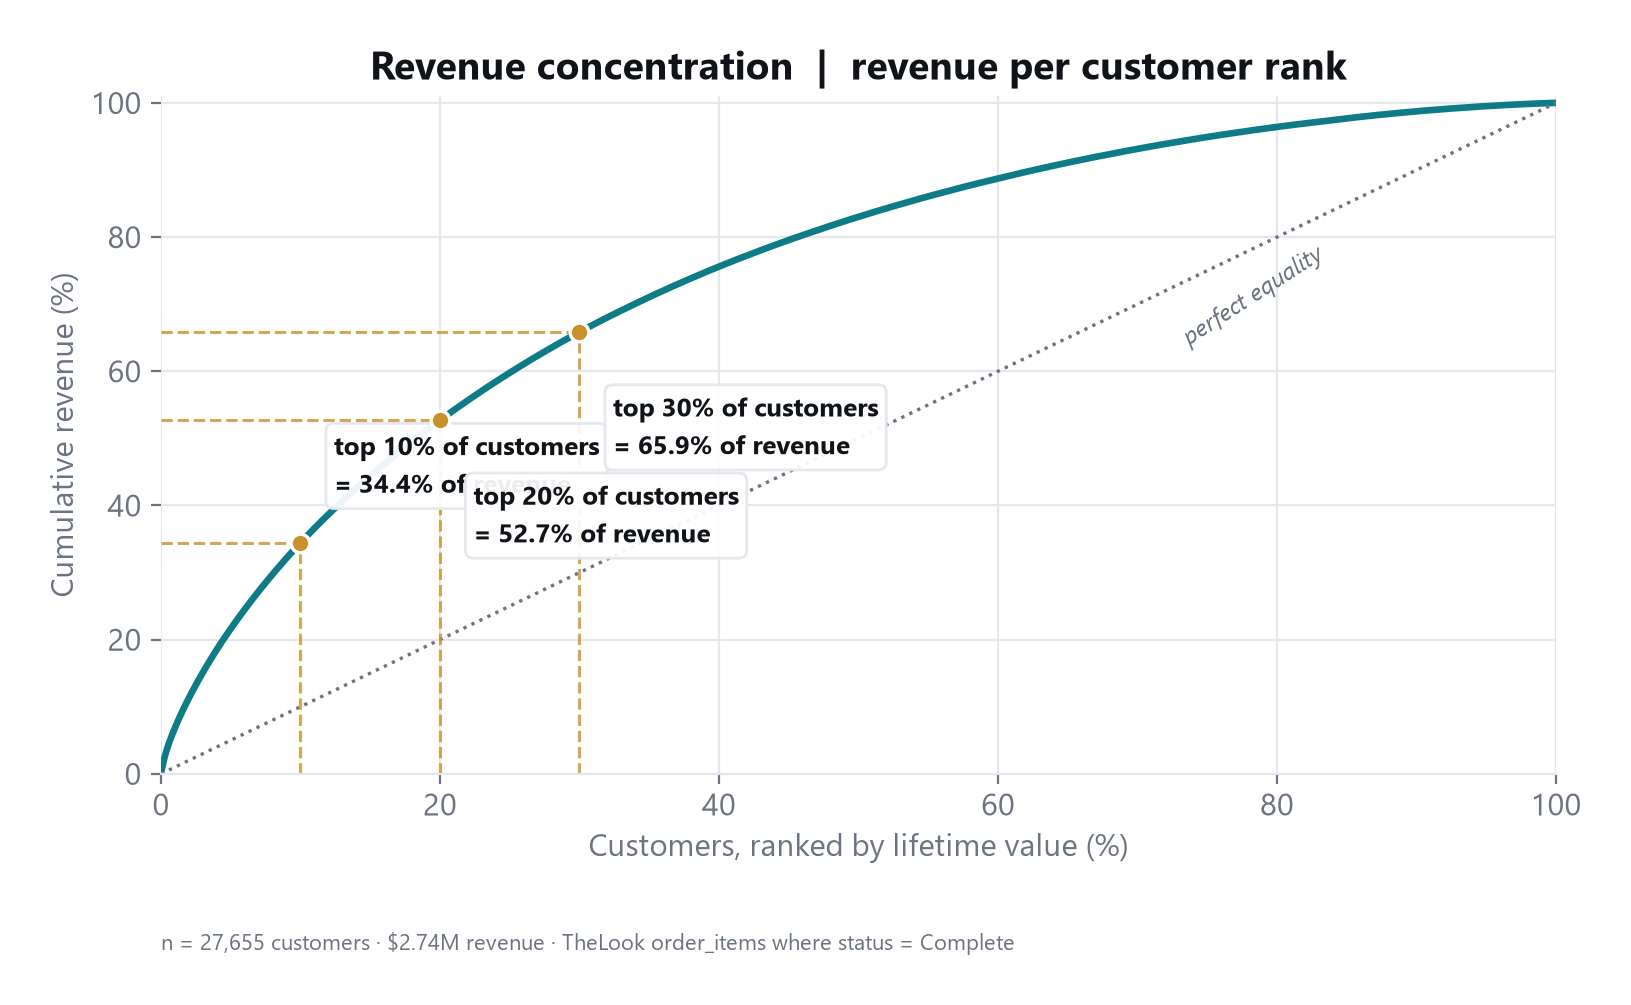 Revenue concentration | revenue per customer rank
100
80
60
40
20
0
Cumulative revenue (%)
perfect equality
top 30% of customers
= 65.9% of revenue
top 10% of customers
= 34.4% of revenue
top 20% of customers
= 52.7% of revenue
0
20
40
60
80
100
Customers, ranked by lifetime value (%)
n = 27,655 customers · $2.74M revenue · TheLook order_items where status = Complete